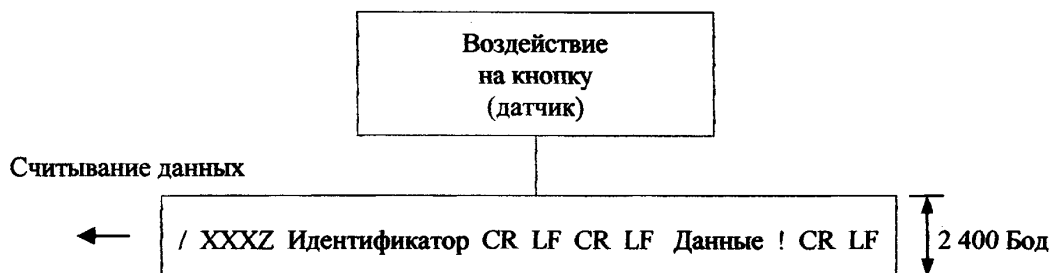 Воздействие
на кнопку
(датчик)
Считывание данных
/ XXXZ Идентификатор CR LF CR LF Данные ! CR LF
2 400 Бод